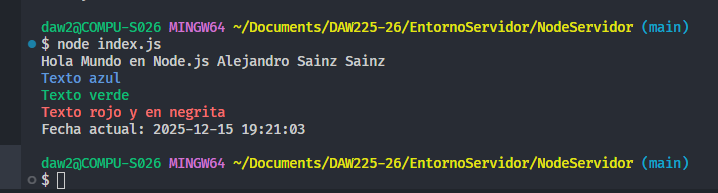 daw2@COMPU-S026 MINGW64 ~/Documents/DAW225-26/EntornoServidor/NodeServidor (main)
$ node index.js
Hola Mundo en Node.js Alejandro Sainz Sainz
Texto azul
Texto verde
Texto rojo y en negrita
Fecha actual: 2025-12-15 19:21:03
daw2@COMPU-S026 MINGW64 ~/Documents/DAW225-26/EntornoServidor/NodeServidor (main)
$